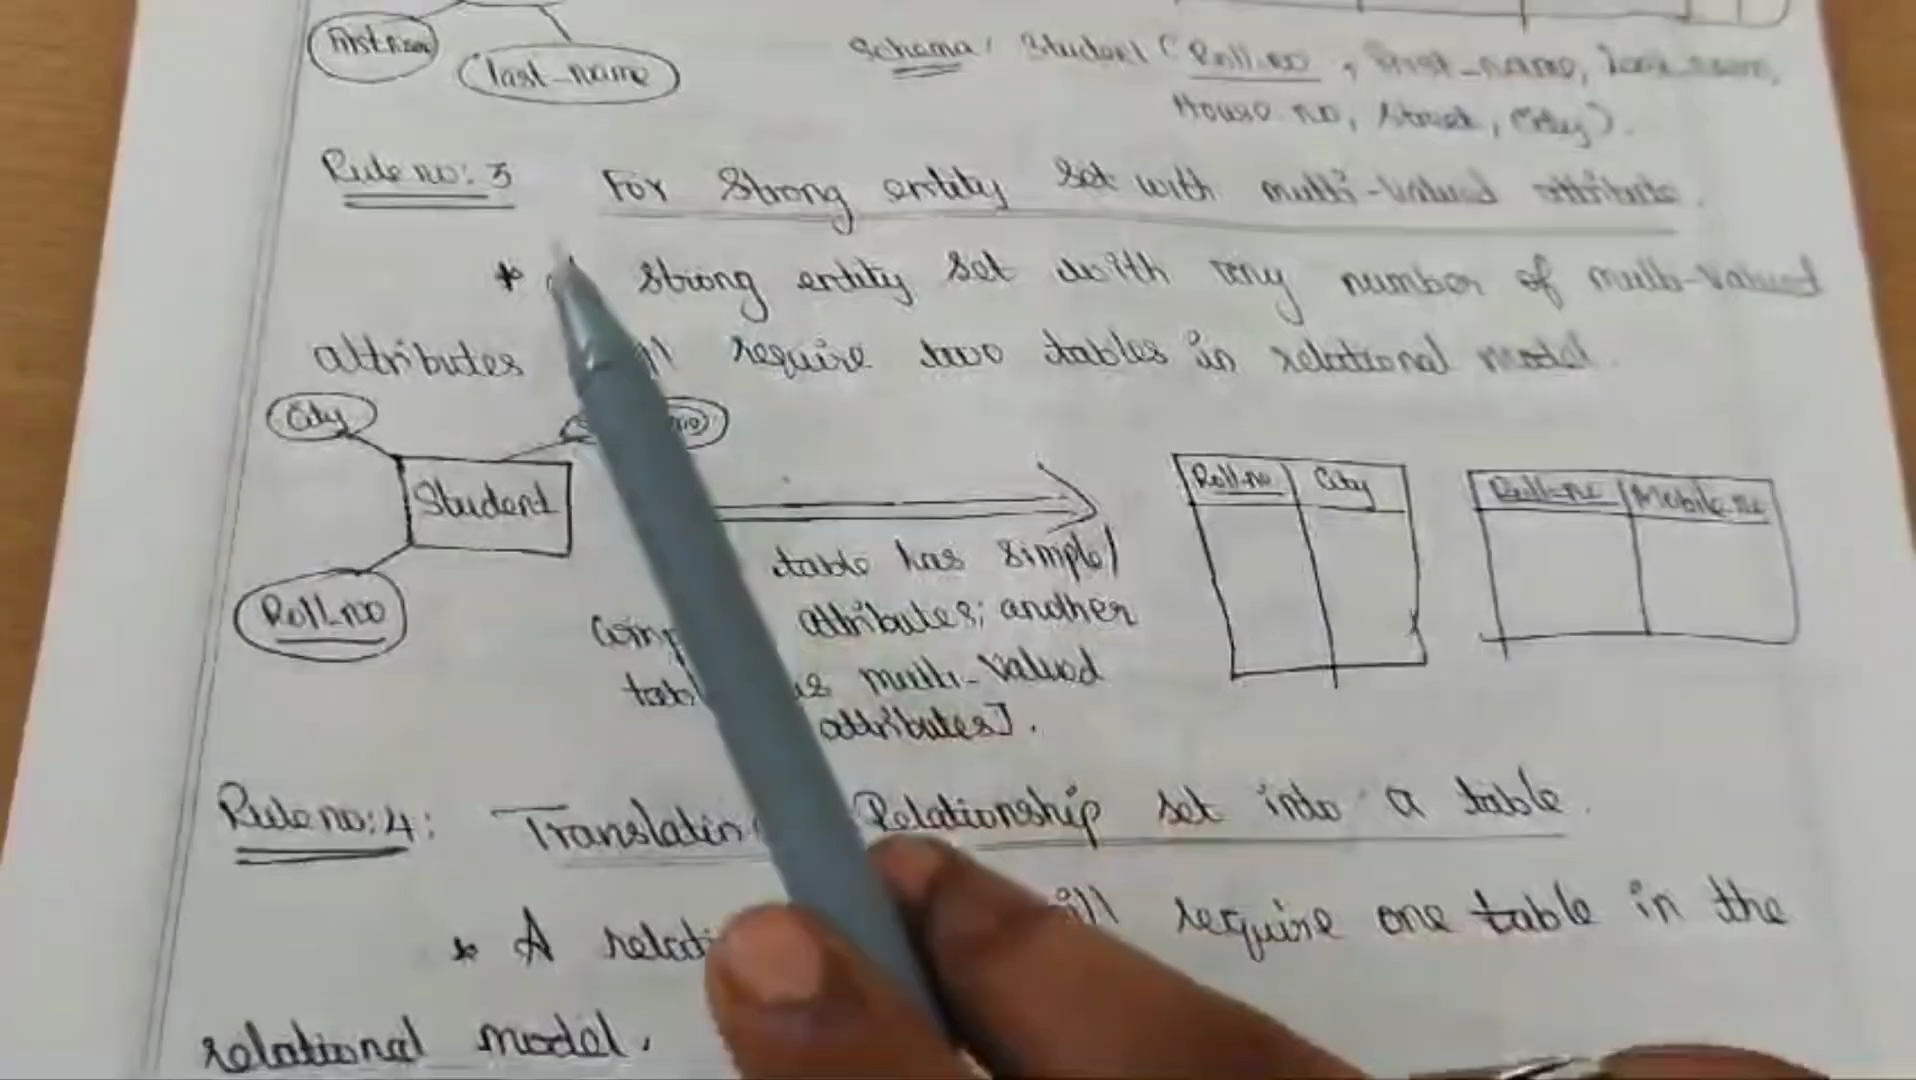 First_name
last_name
Schema: Student ( Roll_no , First_name, Last_name,
House no, Street, City).
Rule no: 3 For Strong entity set with multi-valued attribute.
* strong entity set with any number of multi-valued
attributes require two tables in relational model.
City
Student
Roll_no
Roll_no City
Roll_no Mobile_no
table has simple/
attributes; another
multi-valued
attributes].
Rule no: 4: Relationship set into a table.
* A require one table in the
relational model.